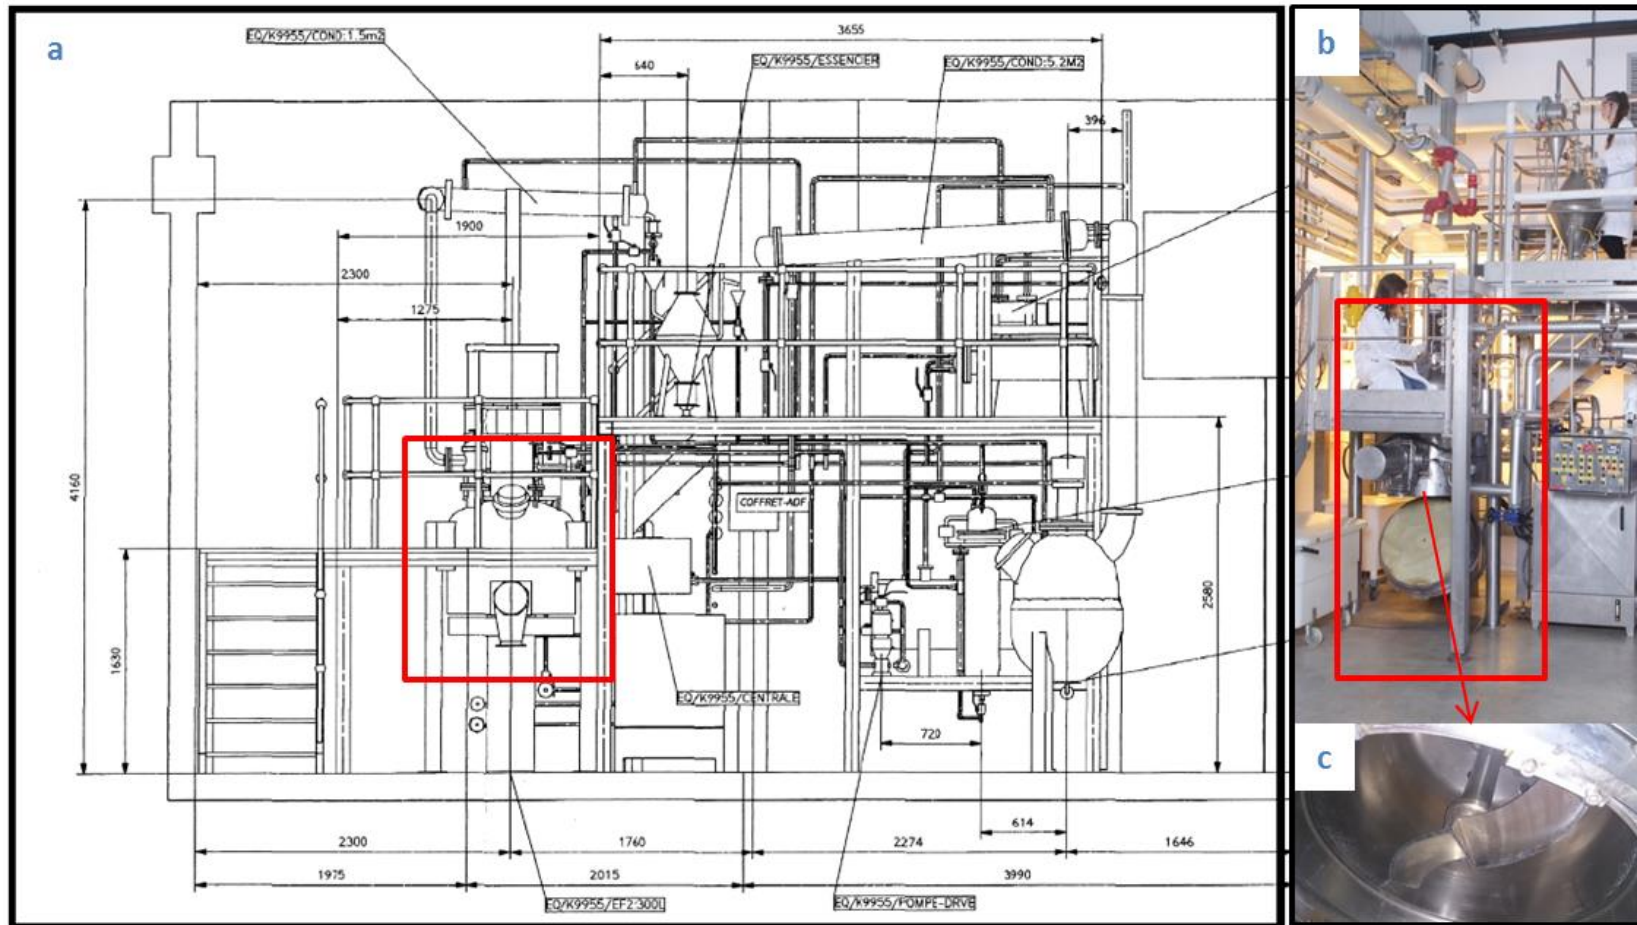 a
b
EQ/K9955/COND:1.5m2
3655
640
EQ/K9955/ESSENCIER
EQ/K9955/COND:5.2M2
396
1900
2300
1275
4160
COFFRET-ADF
2580
1630
EQ/K9955/CENTRALE
720
c
614
2300
1760
2274
1646
1975
2015
3990
EQ/K9955/EF2:300L
EQ/K9955/POMPE-DRVE